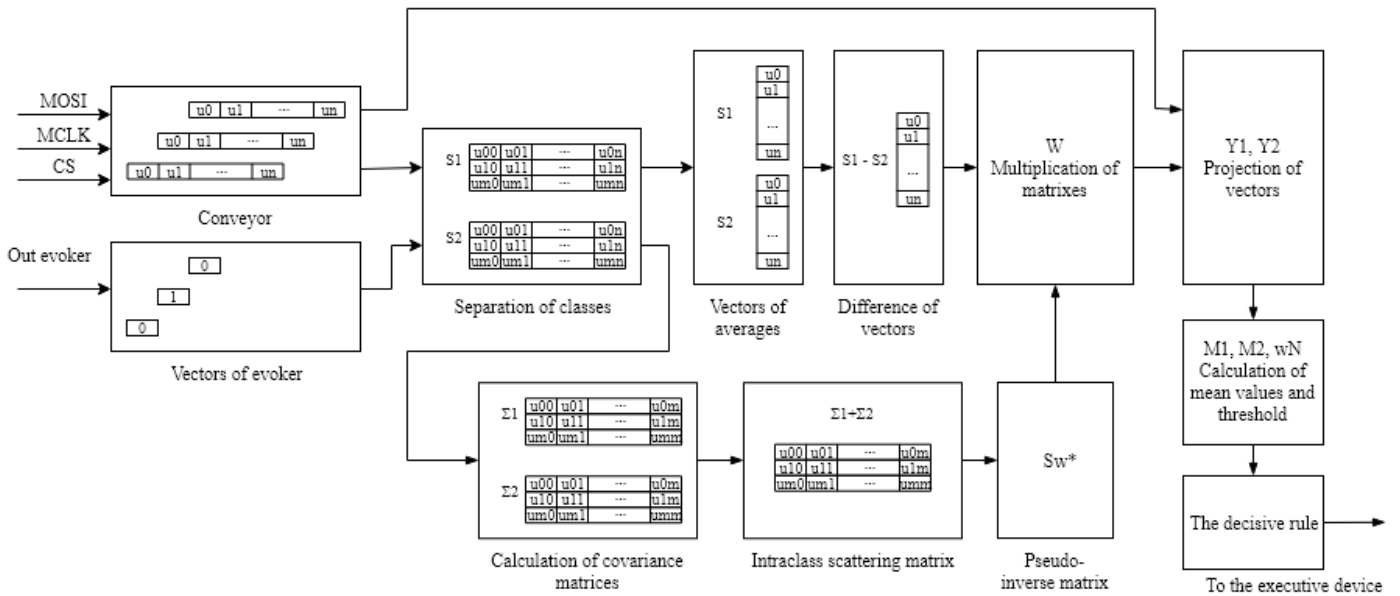 MOSI
MCLK
CS
u0 u1 ... un
u0 u1 ... un
u0 u1 ... un
Conveyor
Out evoker
0
1
0
Vectors of evoker
S1
u00 u01 ... u0n
u10 u11 ... u1n
um0 um1 ... umn
S2
u00 u01 ... u0n
u10 u11 ... u1n
um0 um1 ... umn
Separation of classes
S1
u0
u1
...
un
S2
u0
u1
...
un
Vectors of
averages
S1 - S2
u0
u1
...
un
Difference of
vectors
W
Multiplication of
matrixes
Y1, Y2
Projection of
vectors
Σ1
u00 u01 ... u0m
u10 u11 ... u1m
um0 um1 ... umm
Σ2
u00 u01 ... u0m
u10 u11 ... u1m
um0 um1 ... umm
Calculation of covariance
matrices
Σ1+Σ2
u00 u01 ... u0m
u10 u11 ... u1m
um0 um1 ... umm
Intraclass scattering matrix
Sw*
Pseudo-
inverse matrix
M1, M2, wN
Calculation of
mean values and
threshold
The decisive rule
To the executive device